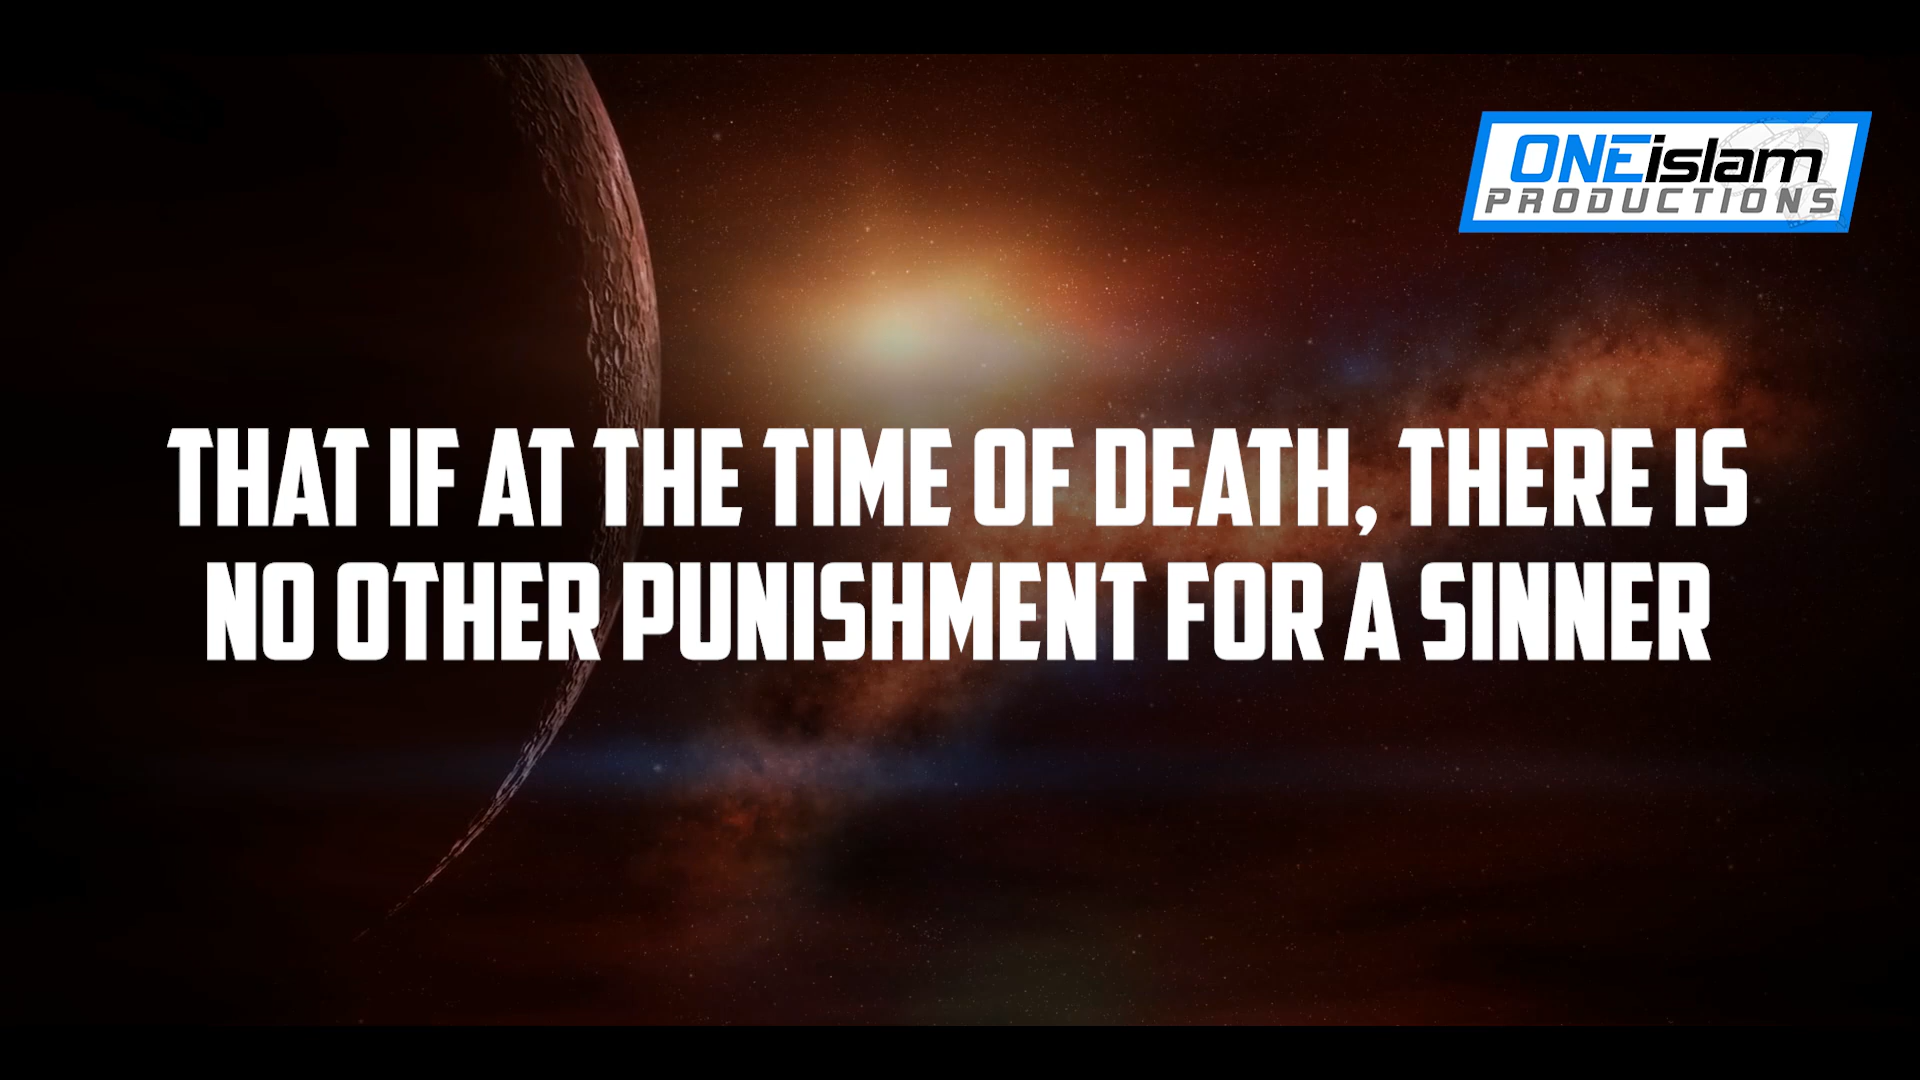 ONEislam
PRODUCTIONS
THAT IF AT THE TIME OF DEATH, THERE IS
NO OTHER PUNISHMENT FOR A SINNER